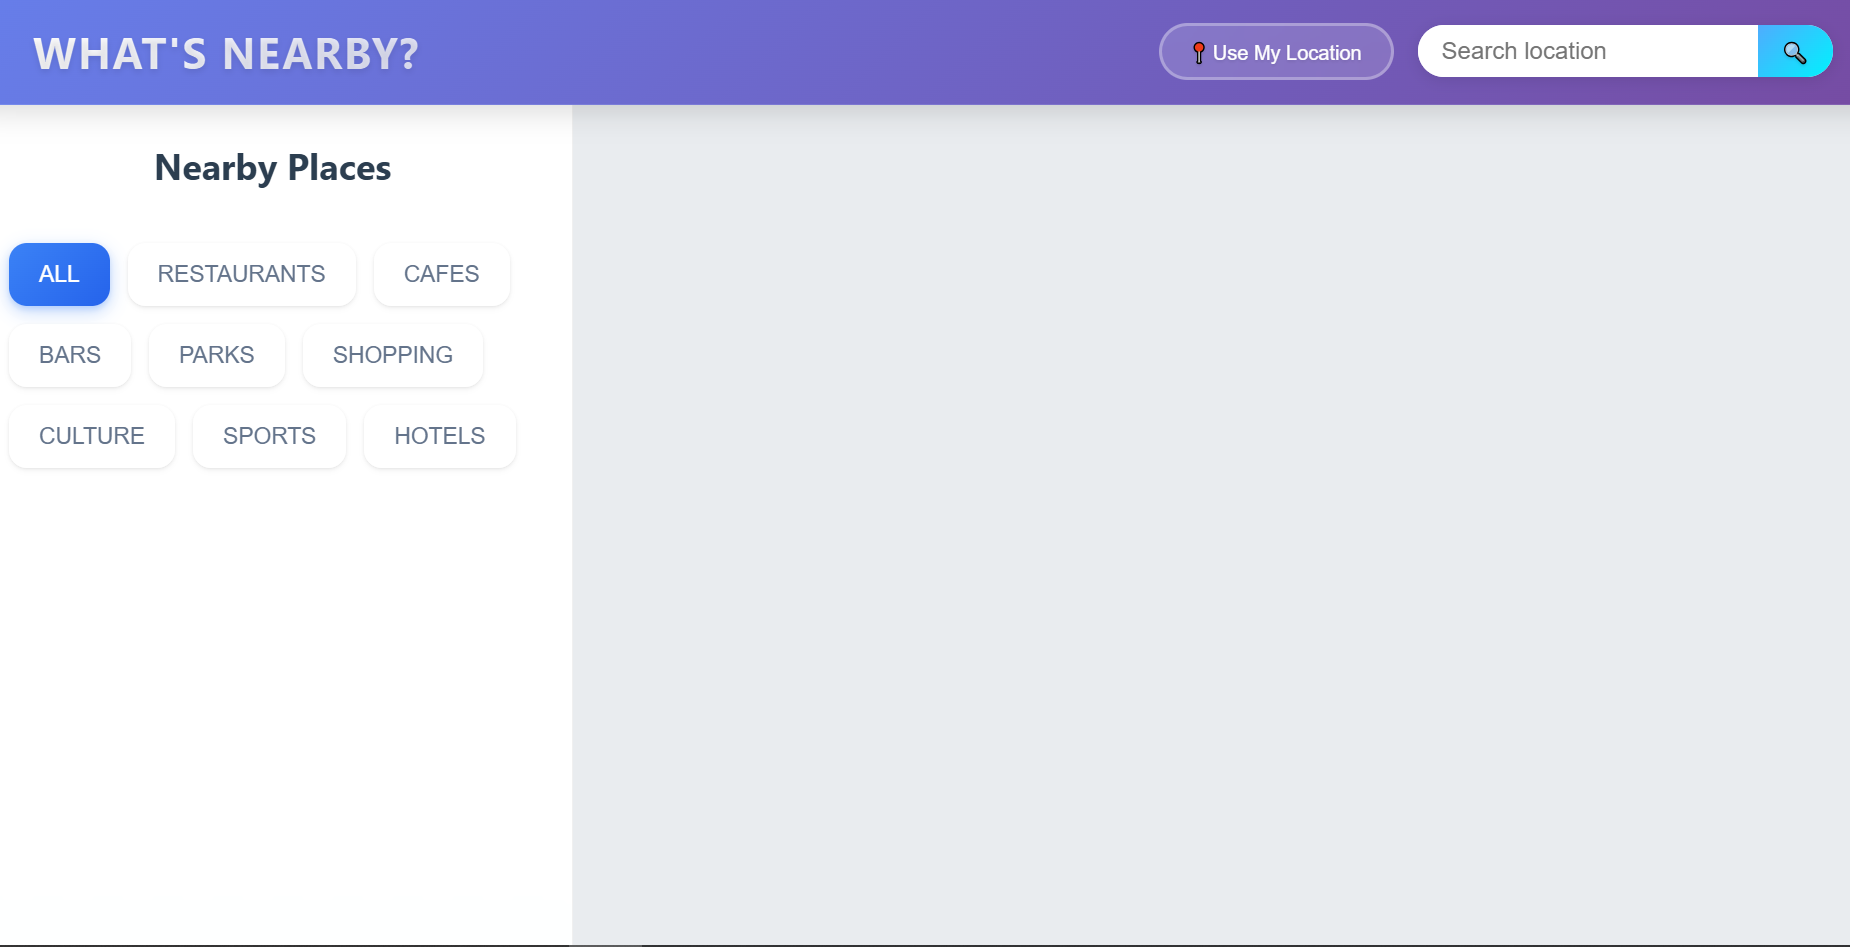 WHAT'S NEARBY?
Use My Location
Search location
Nearby Places
ALL RESTAURANTS CAFES
BARS PARKS SHOPPING
CULTURE SPORTS HOTELS